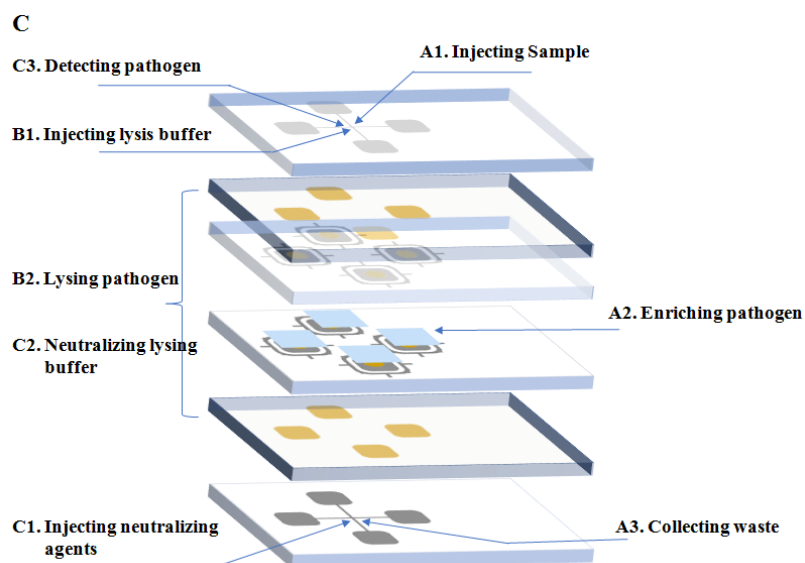 C
C3. Detecting pathogen
A1. Injecting Sample
B1. Injecting lysis buffer
B2. Lysing pathogen
A2. Enriching pathogen
C2. Neutralizing lysing
buffer
C1. Injecting neutralizing
agents
A3. Collecting waste